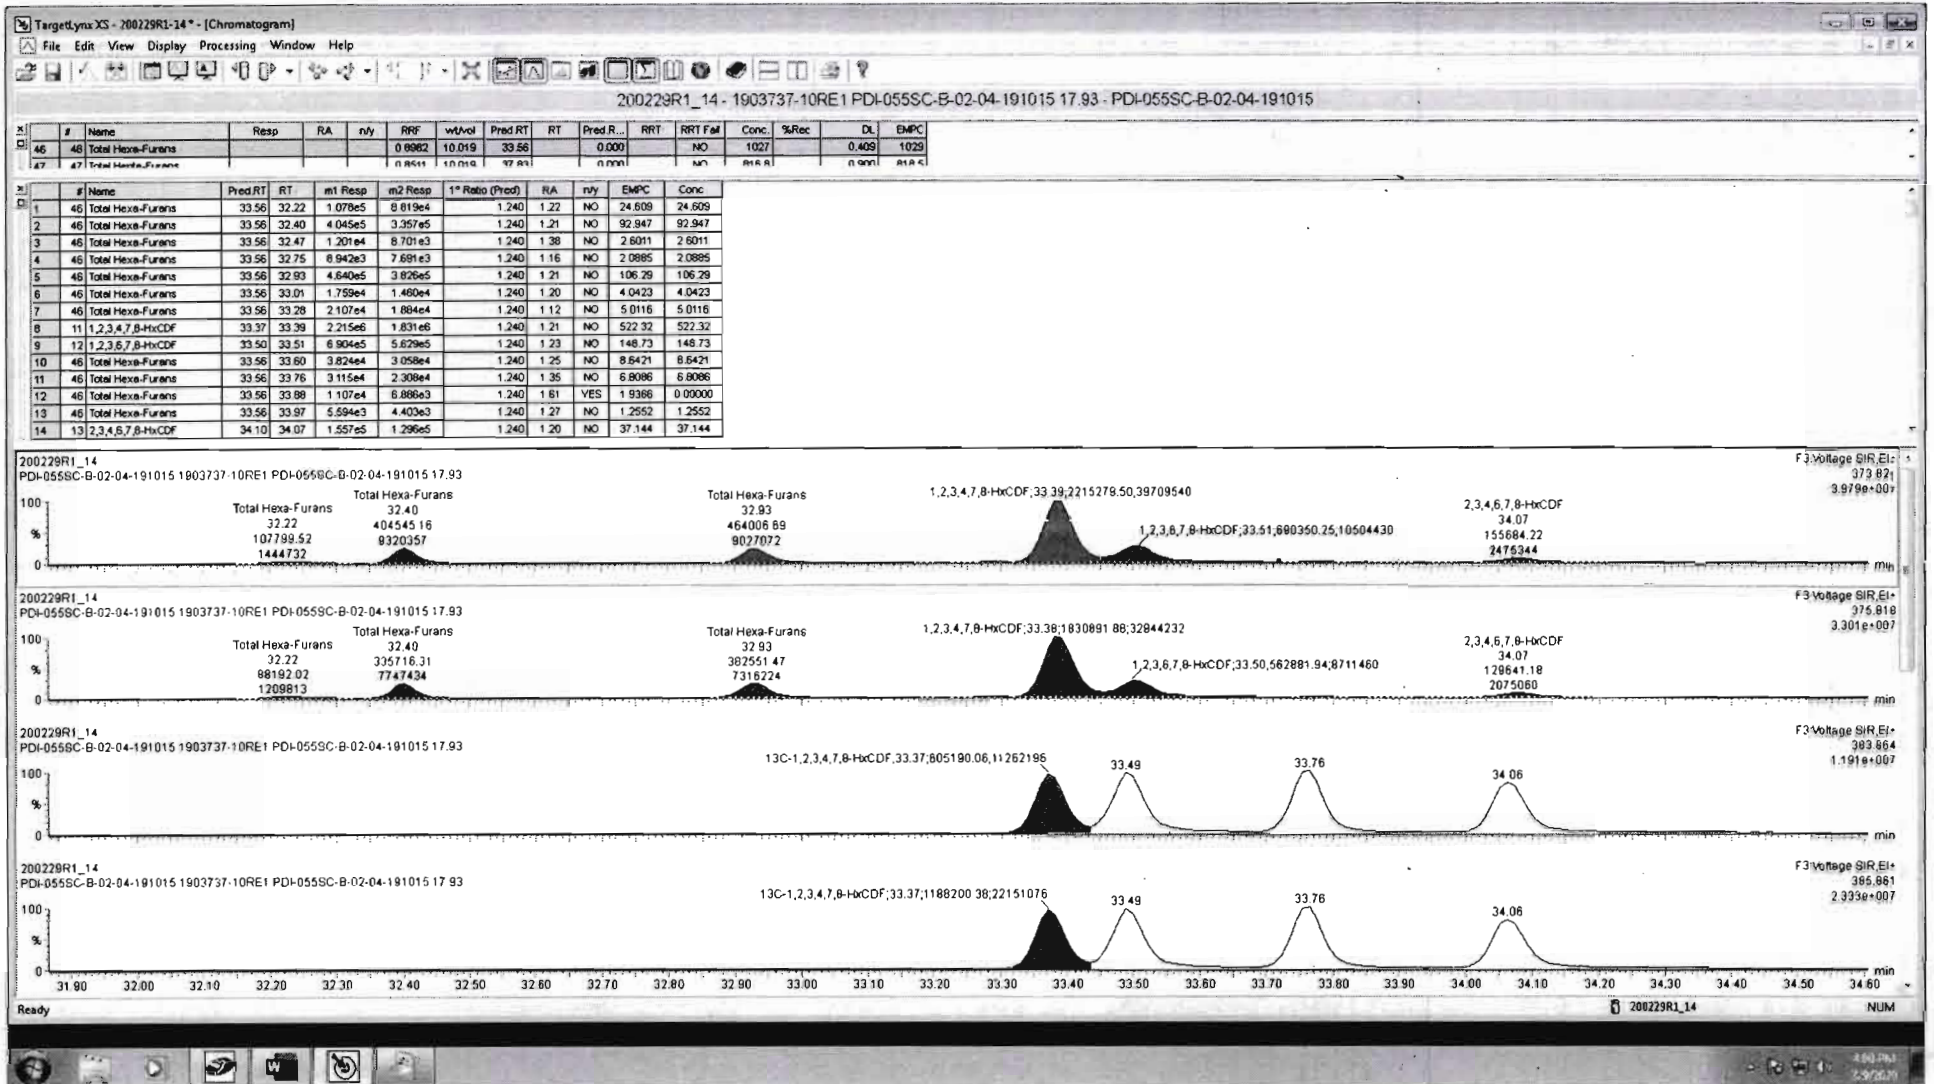 TargetLynx XS - 200229R1-14 * - [Chromatogram]
File Edit View Display Processing Window Help
200229R1_14 - 1903737-10RE1 PDI-055SC-B-02-04-191015 17.93 - PDI-055SC-B-02-04-191015
# Name Resp RA n/y RRF wt/vol Pred.RT RT Pred.R... RRT RRT Fail Conc. %Rec DL EMPC
46 46 Total Hexa-Furans 0.8982 10.019 33.56 0.000 NO 1027 0.409 1029
47 47 Total Hepta-Furans 0.8511 10.019 37.83 0.000 NO 816.8 0.900 818.5
# Name Pred.RT RT m1 Resp m2 Resp 1° Ratio (Pred) RA n/y EMPC Conc
1 46 Total Hexa-Furans 33.56 32.22 1.078e5 8.819e4 1.240 1.22 NO 24.609 24.609
2 46 Total Hexa-Furans 33.56 32.40 4.045e5 3.357e5 1.240 1.21 NO 92.947 92.947
3 46 Total Hexa-Furans 33.56 32.47 1.201e4 8.701e3 1.240 1.38 NO 2.6011 2.6011
4 46 Total Hexa-Furans 33.56 32.75 8.942e3 7.691e3 1.240 1.16 NO 2.0885 2.0885
5 46 Total Hexa-Furans 33.56 32.93 4.640e5 3.826e5 1.240 1.21 NO 106.29 106.29
6 46 Total Hexa-Furans 33.56 33.01 1.759e4 1.460e4 1.240 1.20 NO 4.0423 4.0423
7 46 Total Hexa-Furans 33.56 33.28 2.107e4 1.884e4 1.240 1.12 NO 5.0116 5.0116
8 11 1,2,3,4,7,8-HxCDF 33.37 33.39 2.215e6 1.831e6 1.240 1.21 NO 522.32 522.32
9 12 1,2,3,6,7,8-HxCDF 33.50 33.51 6.904e5 5.629e5 1.240 1.23 NO 148.73 148.73
10 46 Total Hexa-Furans 33.56 33.60 3.824e4 3.058e4 1.240 1.25 NO 8.6421 8.6421
11 46 Total Hexa-Furans 33.56 33.76 3.115e4 2.308e4 1.240 1.35 NO 6.8086 6.8086
12 46 Total Hexa-Furans 33.56 33.88 1.107e4 6.886e3 1.240 1.61 YES 1.9366 0.00000
13 46 Total Hexa-Furans 33.56 33.97 5.594e3 4.403e3 1.240 1.27 NO 1.2552 1.2552
14 13 2,3,4,6,7,8-HxCDF 34.10 34.07 1.557e5 1.296e5 1.240 1.20 NO 37.144 37.144
200229R1_14 F3:Voltage SIR,EI+
PDI-055SC-B-02-04-191015 1903737-10RE1 PDI-055SC-B-02-04-191015 17.93 373.821
3.979e+007
100
%
0
Total Hexa-Furans
32.22
107799.52
1444732
Total Hexa-Furans
32.40
404545.16
9320357
Total Hexa-Furans
32.93
464006.69
9027072
1,2,3,4,7,8-HxCDF;33.39;2215279.50;39709540
1,2,3,6,7,8-HxCDF;33.51;690350.25;10504430
2,3,4,6,7,8-HxCDF
34.07
155684.22
2475344
min
200229R1_14 F3:Voltage SIR,EI+
PDI-055SC-B-02-04-191015 1903737-10RE1 PDI-055SC-B-02-04-191015 17.93 375.818
3.301e+007
100
%
0
Total Hexa-Furans
32.22
88192.02
1209813
Total Hexa-Furans
32.40
335716.31
7747434
Total Hexa-Furans
32.93
382551.47
7316224
1,2,3,4,7,8-HxCDF;33.38;1830891.88;32844232
1,2,3,6,7,8-HxCDF;33.50;562881.94;8711460
2,3,4,6,7,8-HxCDF
34.07
129641.18
2075060
min
200229R1_14 F3:Voltage SIR,EI+
PDI-055SC-B-02-04-191015 1903737-10RE1 PDI-055SC-B-02-04-191015 17.93 383.864
1.191e+007
100
%
0
13C-1,2,3,4,7,8-HxCDF;33.37;605190.06;11262196
33.49
33.76
34.06
min
200229R1_14 F3:Voltage SIR,EI+
PDI-055SC-B-02-04-191015 1903737-10RE1 PDI-055SC-B-02-04-191015 17.93 385.861
2.333e+007
100
%
0
13C-1,2,3,4,7,8-HxCDF;33.37;1188200.38;22151076
33.49
33.76
34.06
min
31.90 32.00 32.10 32.20 32.30 32.40 32.50 32.60 32.70 32.80 32.90 33.00 33.10 33.20 33.30 33.40 33.50 33.60 33.70 33.80 33.90 34.00 34.10 34.20 34.30 34.40 34.50 34.60
Ready 200229R1_14 NUM